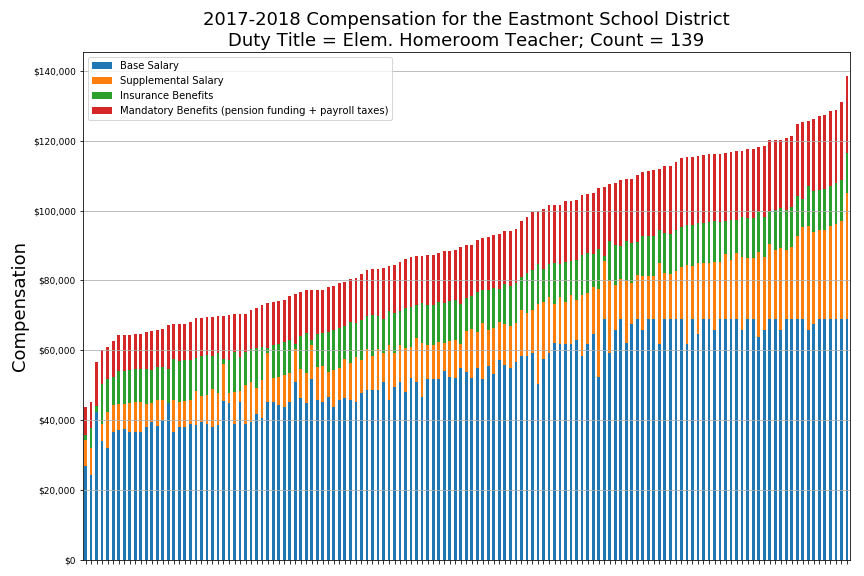 2017-2018 Compensation for the Eastmont School District
Duty Title = Elem. Homeroom Teacher; Count = 139
Base Salary
Supplemental Salary
Insurance Benefits
Mandatory Benefits (pension funding + payroll taxes)
Compensation
$140,000
$120,000
$100,000
$80,000
$60,000
$40,000
$20,000
$0